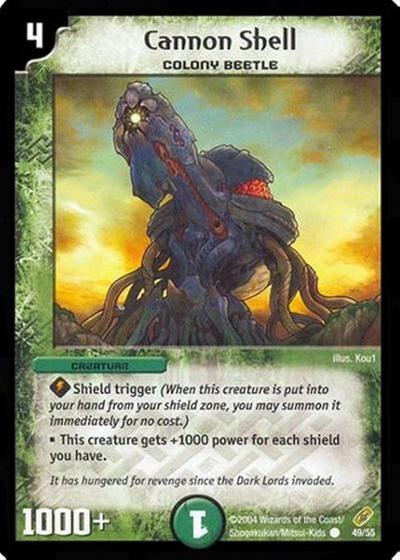 4
Cannon Shell
COLONY BEETLE
illus. Kou1
CREATURE
Shield trigger (When this creature is put into
your hand from your shield zone, you may summon it
immediately for no cost.)
▪ This creature gets +1000 power for each shield
you have.
It has hungered for revenge since the Dark Lords invaded.
1000+
1
©2004 Wizards of the Coast/
Shogakukan/Mitsui-Kids
49/55